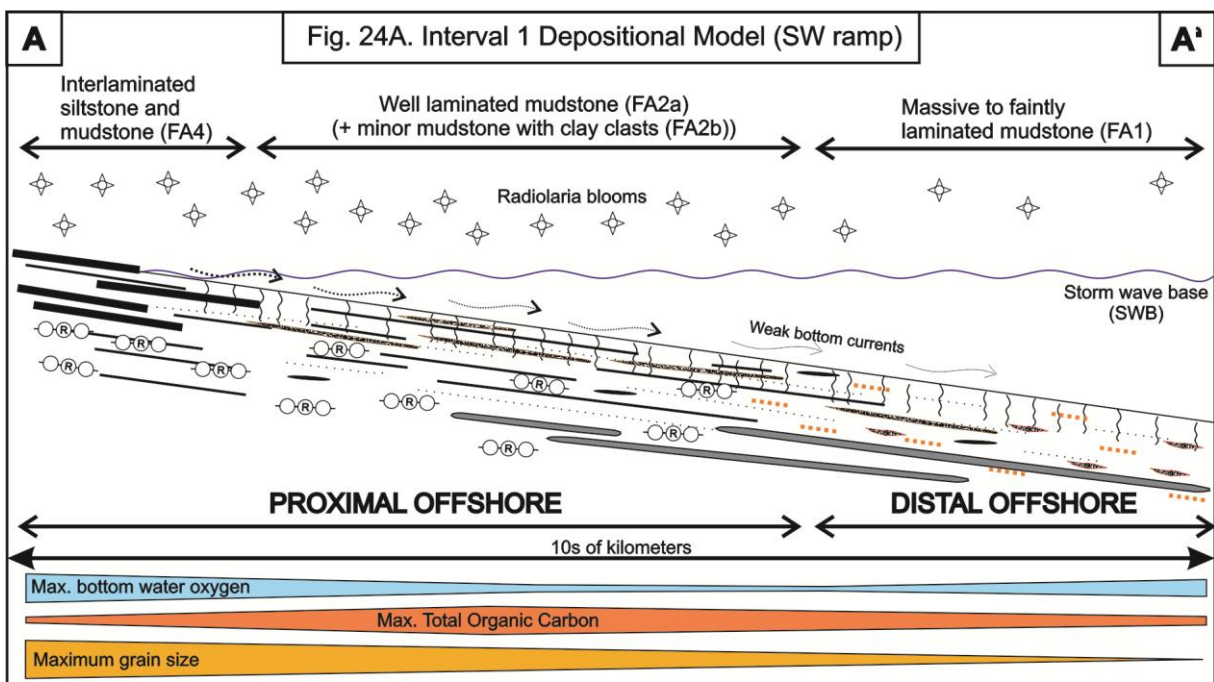 A
Fig. 24A. Interval 1 Depositional Model (SW ramp)
A'
Interlaminated
siltstone and
mudstone (FA4)
Well laminated mudstone (FA2a)
(+ minor mudstone with clay clasts (FA2b))
Massive to faintly
laminated mudstone (FA1)
Radiolaria blooms
Storm wave base
(SWB)
Weak bottom currents
R
R
R
R
R
R
R
R
R
R
R
PROXIMAL OFFSHORE
DISTAL OFFSHORE
10s of kilometers
Max. bottom water oxygen
Max. Total Organic Carbon
Maximum grain size